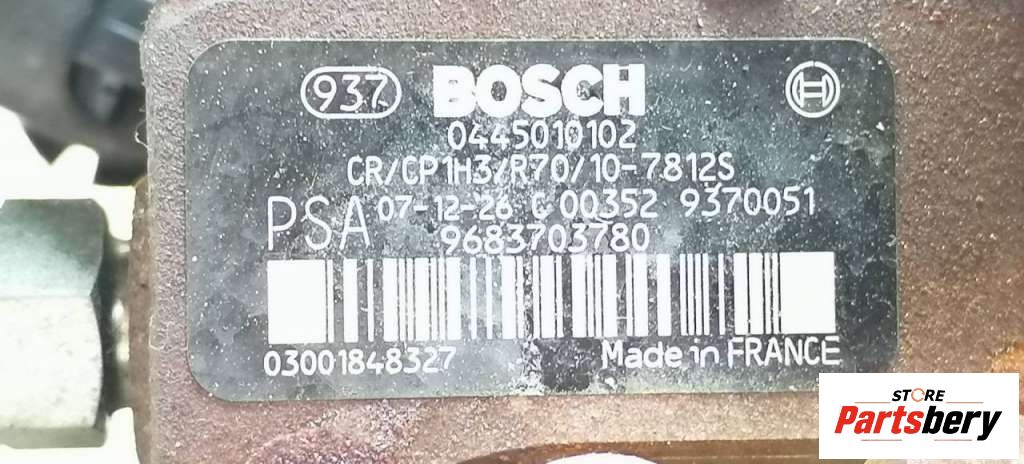 937 BOSCH
0445010102
CR/CP1H3/R70/10-7812S
PSA 07-12-26 C 00352 9370051
9683703780
03001848327 Made in FRANCE
STORE
Partsbery